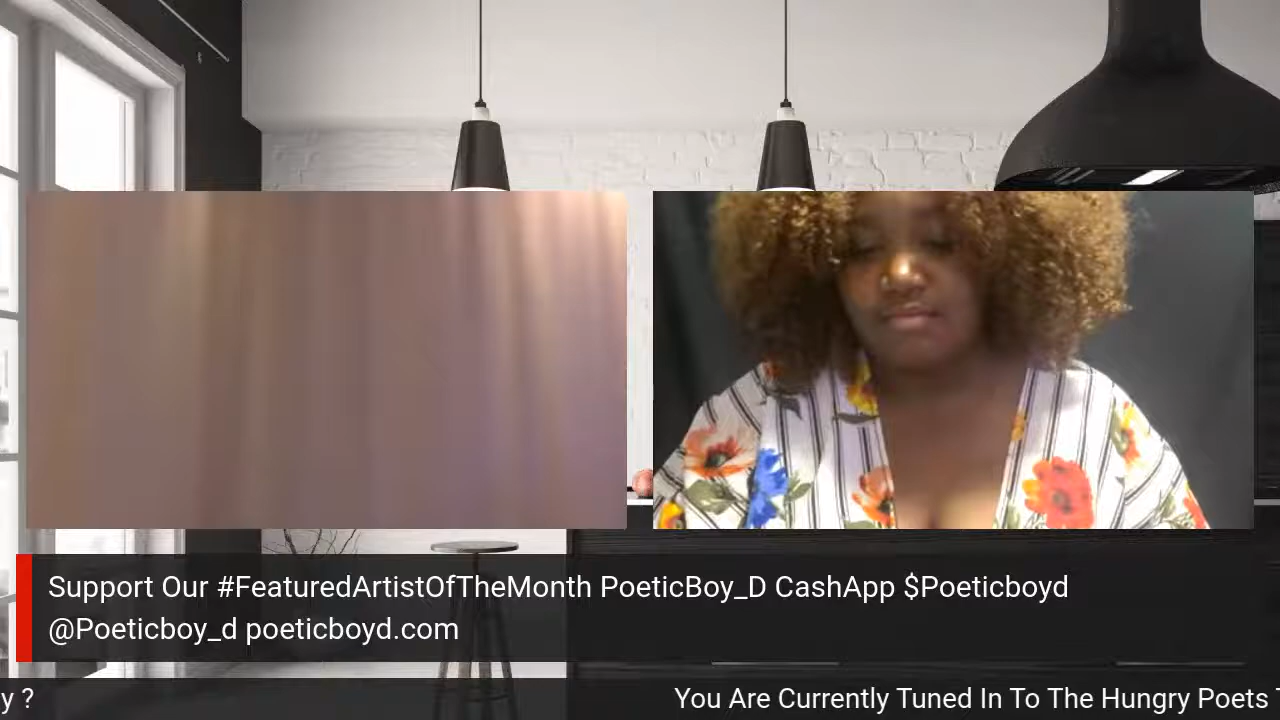 Support Our #FeaturedArtistOfTheMonth PoeticBoy_D CashApp $Poeticboyd
@Poeticboy_d poeticboyd.com
y ? You Are Currently Tuned In To The Hungry Poets